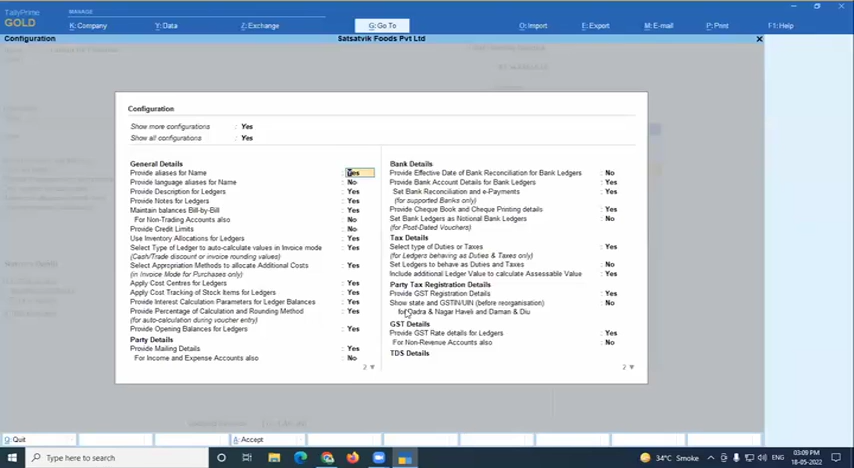 TallyPrime
GOLD
MANAGE
K: Company
Y: Data
Z: Exchange
G: Go To
O: Import
E: Export
M: E-mail
P: Print
F1: Help
Configuration
Satsatvik Foods Pvt Ltd
Configuration
Show more configurations : Yes
Show all configurations : Yes
General Details
Provide aliases for Name : Yes
Provide language aliases for Name : No
Provide Description for Ledgers : Yes
Provide Notes for Ledgers : Yes
Maintain balances Bill-by-Bill : Yes
For Non-Trading Accounts also : No
Provide Credit Limits : No
Use Inventory Allocations for Ledgers : Yes
Select Type of Ledger to auto-calculate values in Invoice mode : Yes
(Cash/Trade discount or invoice rounding values)
Select Appropriation Methods to allocate Additional Costs : Yes
(in Invoice Mode for Purchases only)
Apply Cost Centres for Ledgers : Yes
Apply Cost Tracking of Stock Items for Ledgers : Yes
Provide Interest Calculation Parameters for Ledger Balances : Yes
Provide Percentage of Calculation and Rounding Method : Yes
(for auto-calculation during voucher entry)
Provide Opening Balances for Ledgers : Yes
Party Details
Provide Mailing Details : Yes
For Income and Expense Accounts also : No
2 ▼
Bank Details
Provide Effective Date of Bank Reconciliation for Bank Ledgers : No
Provide Bank Account Details for Bank Ledgers : Yes
Set Bank Reconciliation and e-Payments : Yes
(for supported Banks only)
Provide Cheque Book and Cheque Printing details : Yes
Set Bank Ledgers as Notional Bank Ledgers : No
(for Post-Dated Vouchers)
Tax Details
Select type of Duties or Taxes : Yes
(for Ledgers behaving as Duties & Taxes only)
Set Ledgers to behave as Duties and Taxes : No
Include additional Ledger Value to calculate Assessable Value : Yes
Party Tax Registration Details
Provide GST Registration Details : Yes
Show state and GSTIN/UIN (before reorganisation) : No
for Dadra & Nagar Haveli and Daman & Diu
GST Details
Provide GST Rate details for Ledgers : Yes
For Non-Revenue Accounts also : No
TDS Details
2 ▼
Q: Quit
A: Accept
Type here to search
34°C Smoke
ENG
03:09 PM
18-05-2022